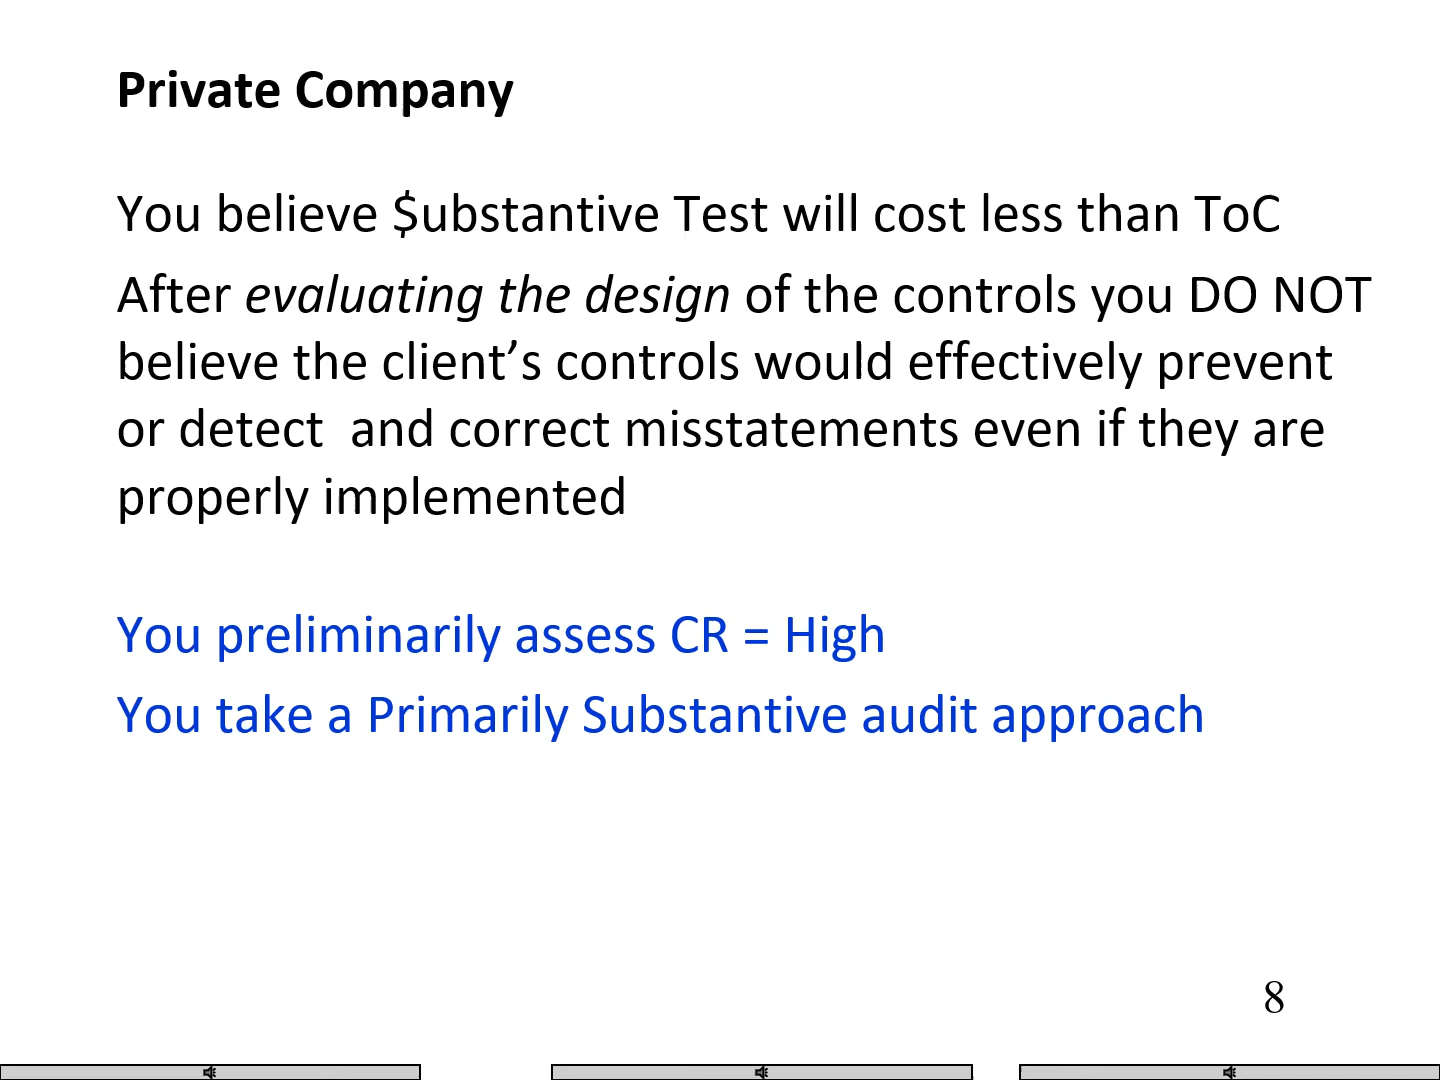 Private Company
You believe $ubstantive Test will cost less than ToC
After evaluating the design of the controls you DO NOT
believe the client’s controls would effectively prevent
or detect  and correct misstatements even if they are
properly implemented
You preliminarily assess CR = High
You take a Primarily Substantive audit approach
8